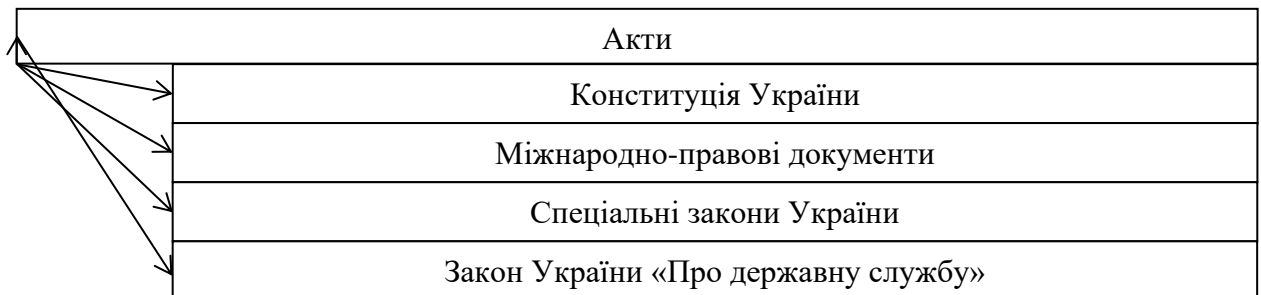 Акти
Конституція України
Міжнародно-правові документи
Спеціальні закони України
Закон України «Про державну службу»